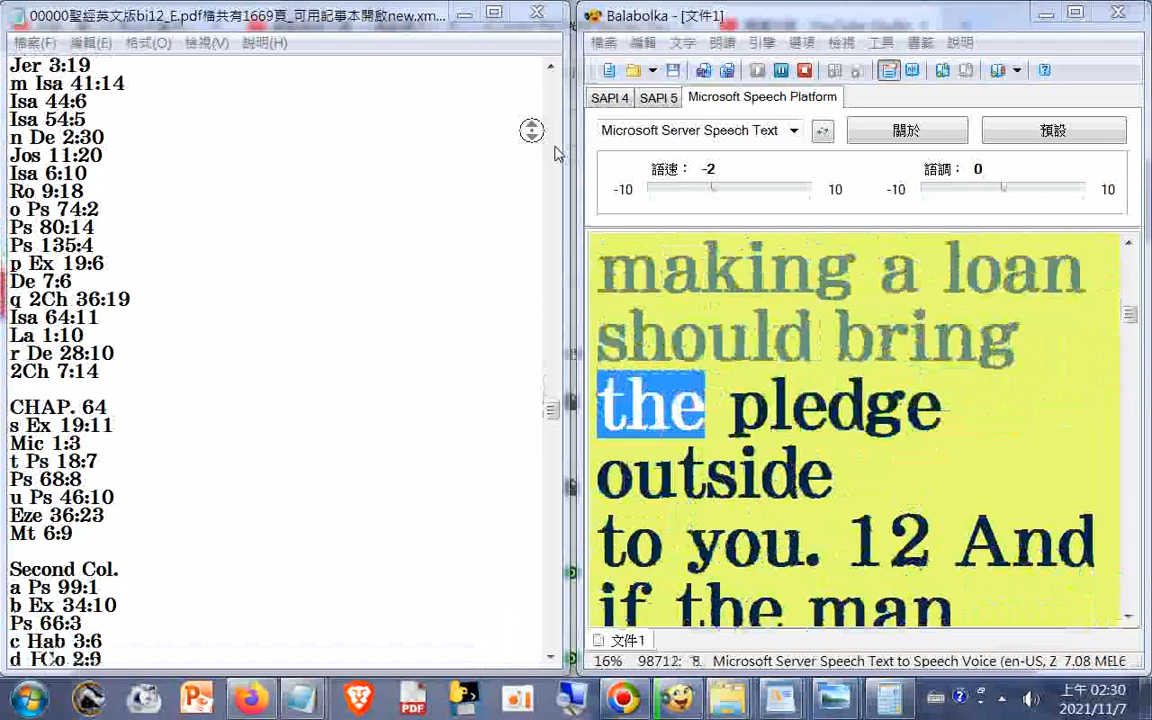 00000聖經英文版bi12_E.pdf檔共有1669頁_可用記事本開啟new.xm...
檔案(F) 編輯(E) 格式(O) 檢視(V) 說明(H)
Jer 3:19
m Isa 41:14
Isa 44:6
Isa 54:5
n De 2:30
Jos 11:20
Isa 6:10
Ro 9:18
o Ps 74:2
Ps 80:14
Ps 135:4
p Ex 19:6
De 7:6
q 2Ch 36:19
Isa 64:11
La 1:10
r De 28:10
2Ch 7:14
CHAP. 64
s Ex 19:11
Mic 1:3
t Ps 18:7
Ps 68:8
u Ps 46:10
Eze 36:23
Mt 6:9
Second Col.
a Ps 99:1
b Ex 34:10
Ps 66:3
c Hab 3:6
Balabolka - [文件1]
檔案 編輯 文字 朗讀 引擎 選項 檢視 工具 書籤 說明
SAPI 4 SAPI 5 Microsoft Speech Platform
Microsoft Server Speech Text 關於 預設
語速： -2 語調： 0
-10 10 -10 10
making a loan
should bring
the pledge
outside
to you. 12 And
if the man
文件1
16% Microsoft Server Speech Text to Speech Voice (en-US, Z 7.08
上午 02:30
2021/11/7